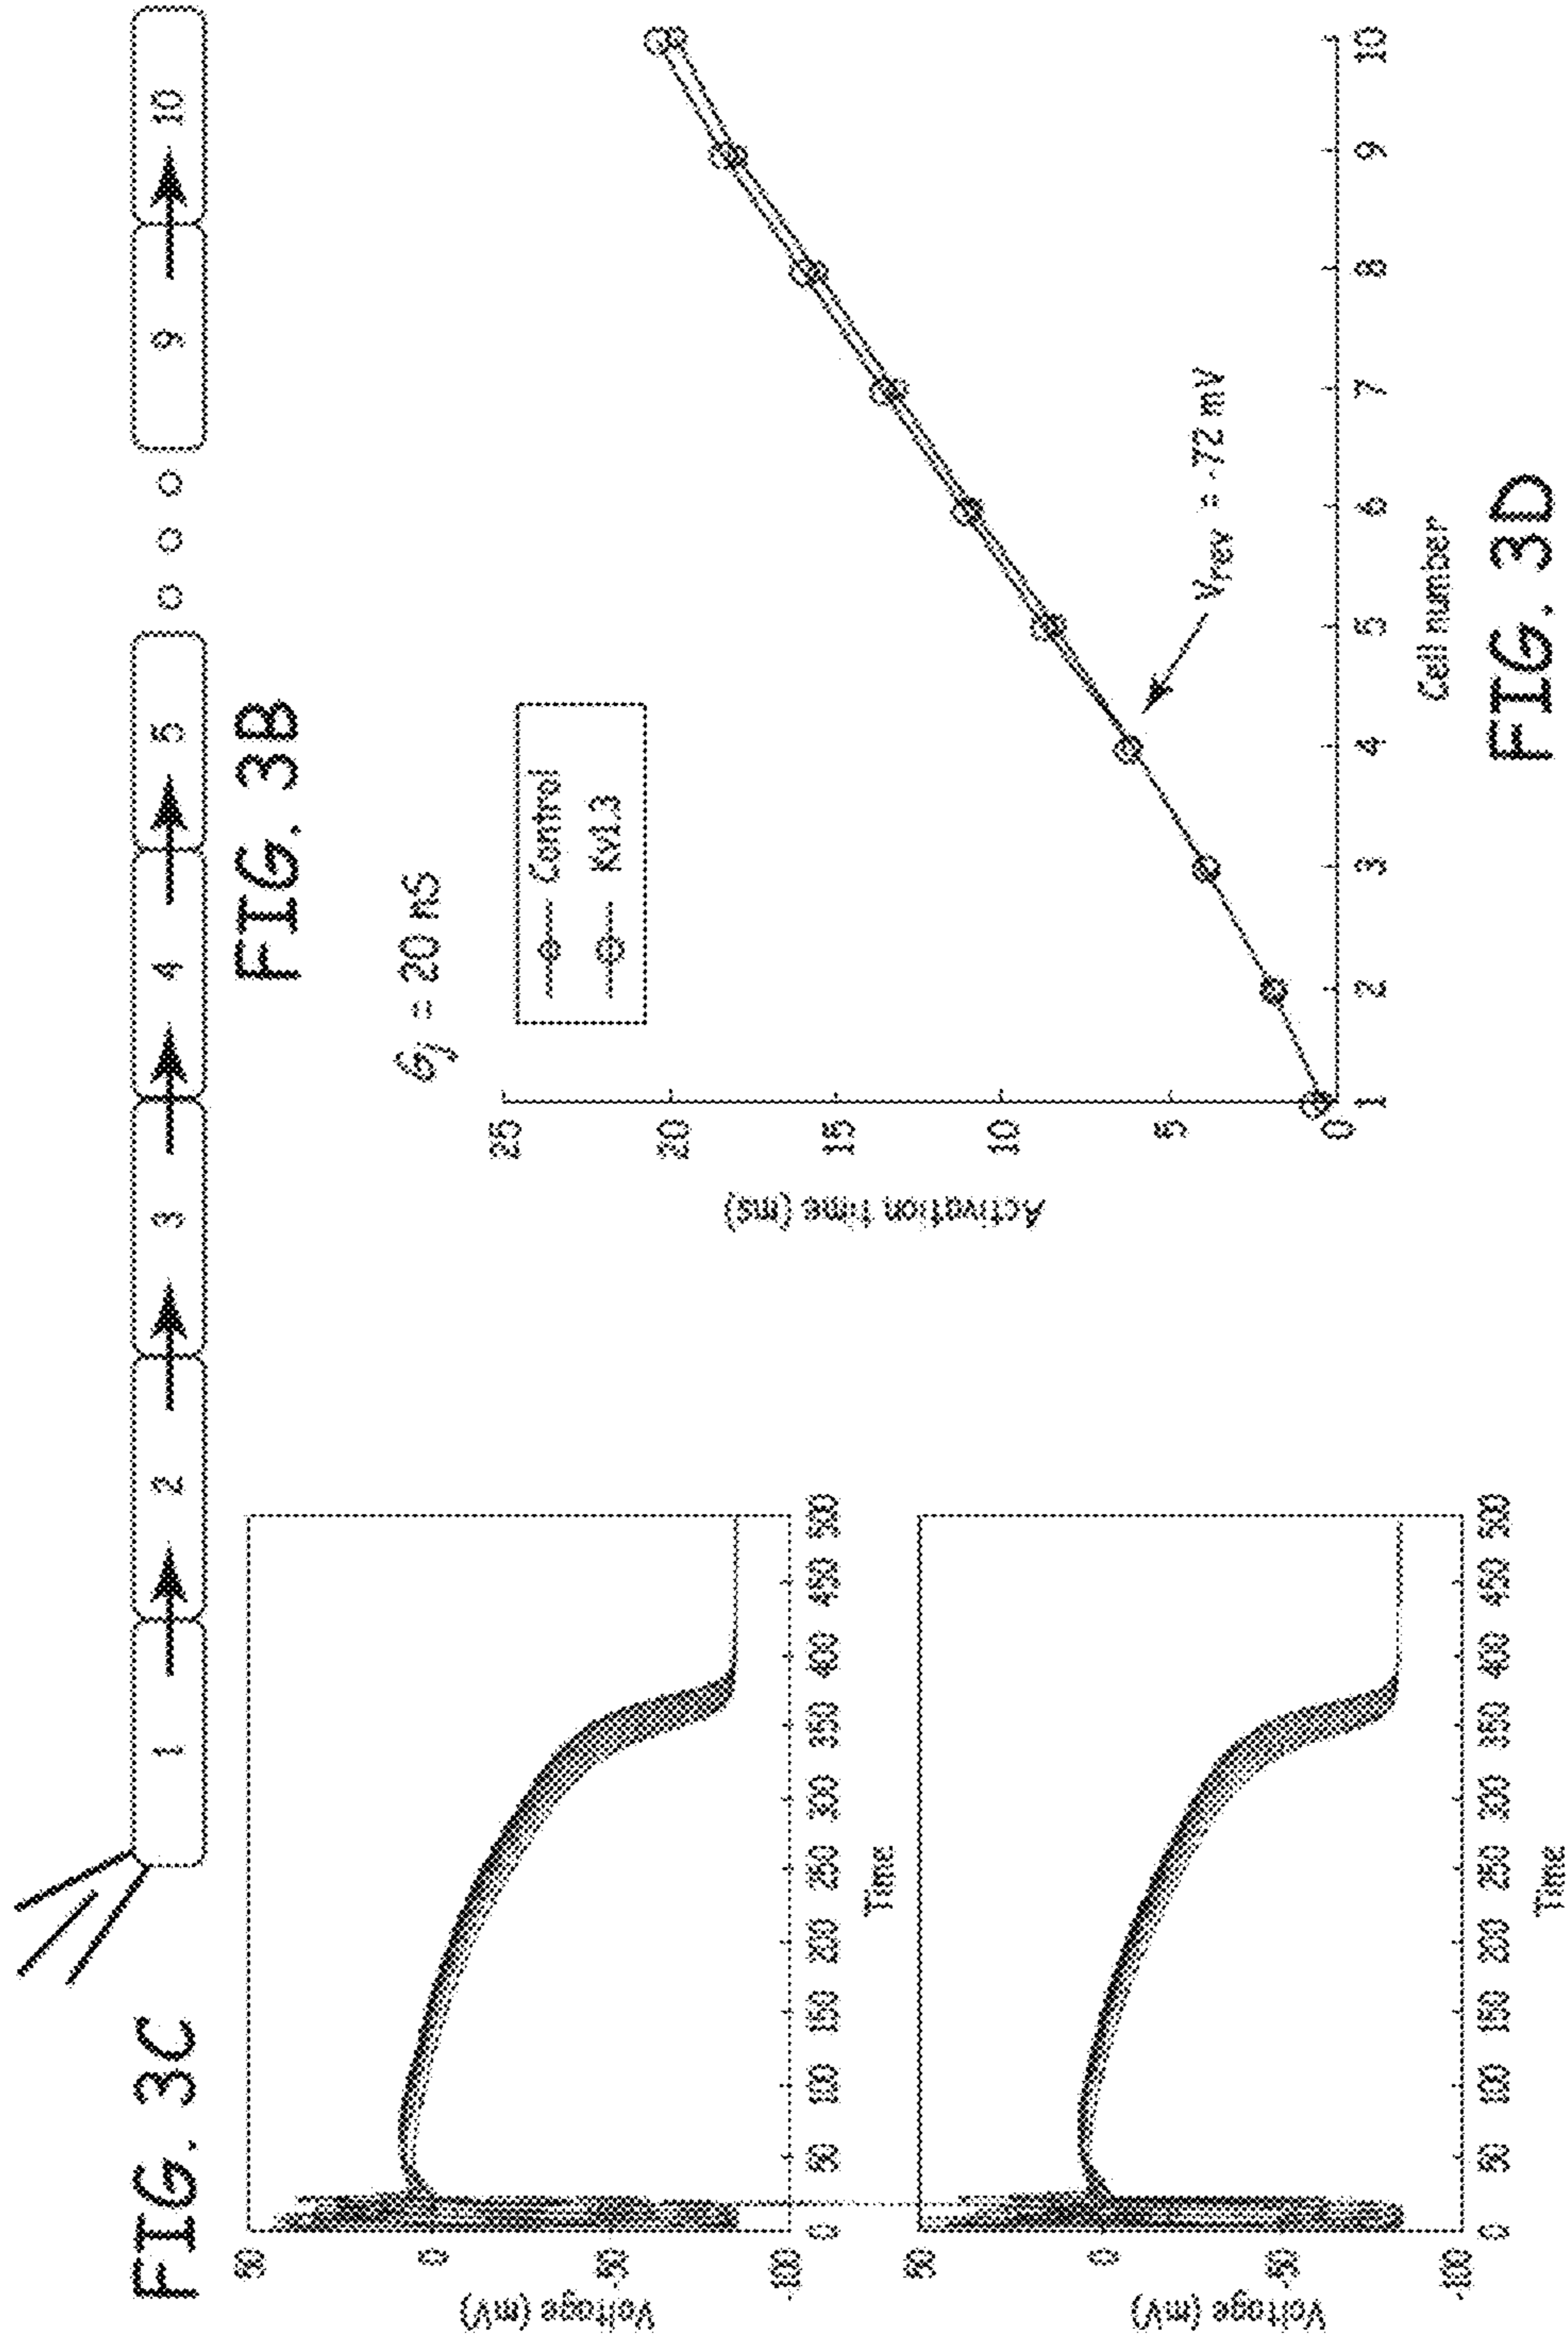 1 2 3 4 5 9 10
FIG. 3B
FIG. 3C
50
0
-50
-100
Voltage (mV)
0 50 100 150 200 250 300 350 400 450 500
Time
50
0
-50
-100
Voltage (mV)
0 50 100 150 200 250 300 350 400 450 500
Time
Gj = 20 nS
Control
Kv1.3
25
20
15
10
5
0
Activation time (ms)
Vrev = -72 mV
1 2 3 4 5 6 7 8 9 10
Cell number
FIG. 3D